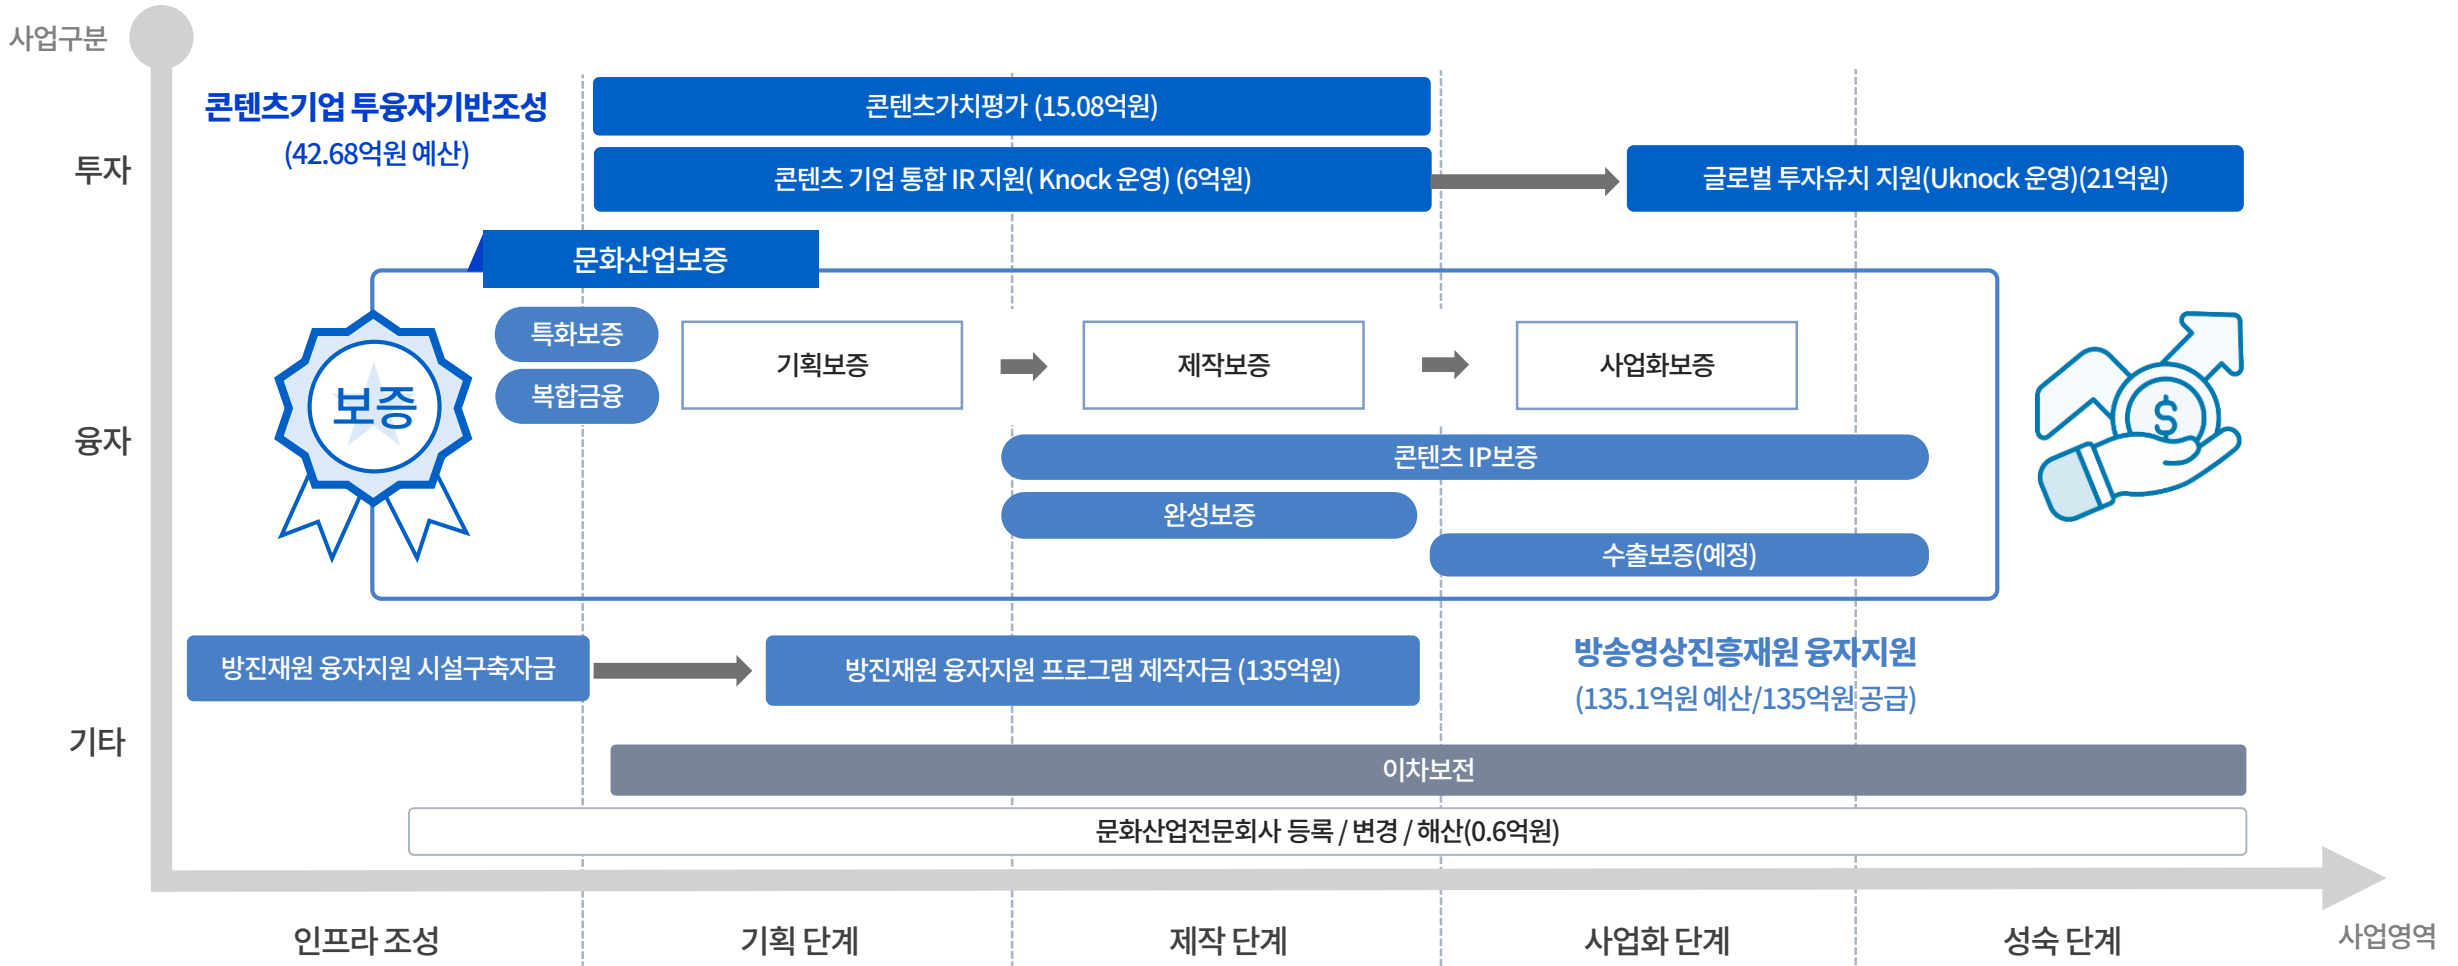 사업구분
콘텐츠기업 투융자기반조성
(42.68억원 예산)
콘텐츠가치평가 (15.08억원)
투자
콘텐츠 기업 통합 IR 지원( Knock 운영) (6억원)
글로벌 투자유치 지원(Uknock 운영)(21억원)
문화산업보증
특화보증
복합금융
기획보증
제작보증
사업화보증
보증
융자
콘텐츠 IP보증
완성보증
수출보증(예정)
방진재원 융자지원 시설구축자금
방진재원 융자지원 프로그램 제작자금 (135억원)
방송영상진흥재원 융자지원
(135.1억원 예산/135억원 공급)
기타
이차보전
문화산업전문회사 등록 / 변경 / 해산(0.6억원)
인프라 조성
기획 단계
제작 단계
사업화 단계
성숙 단계
사업영역